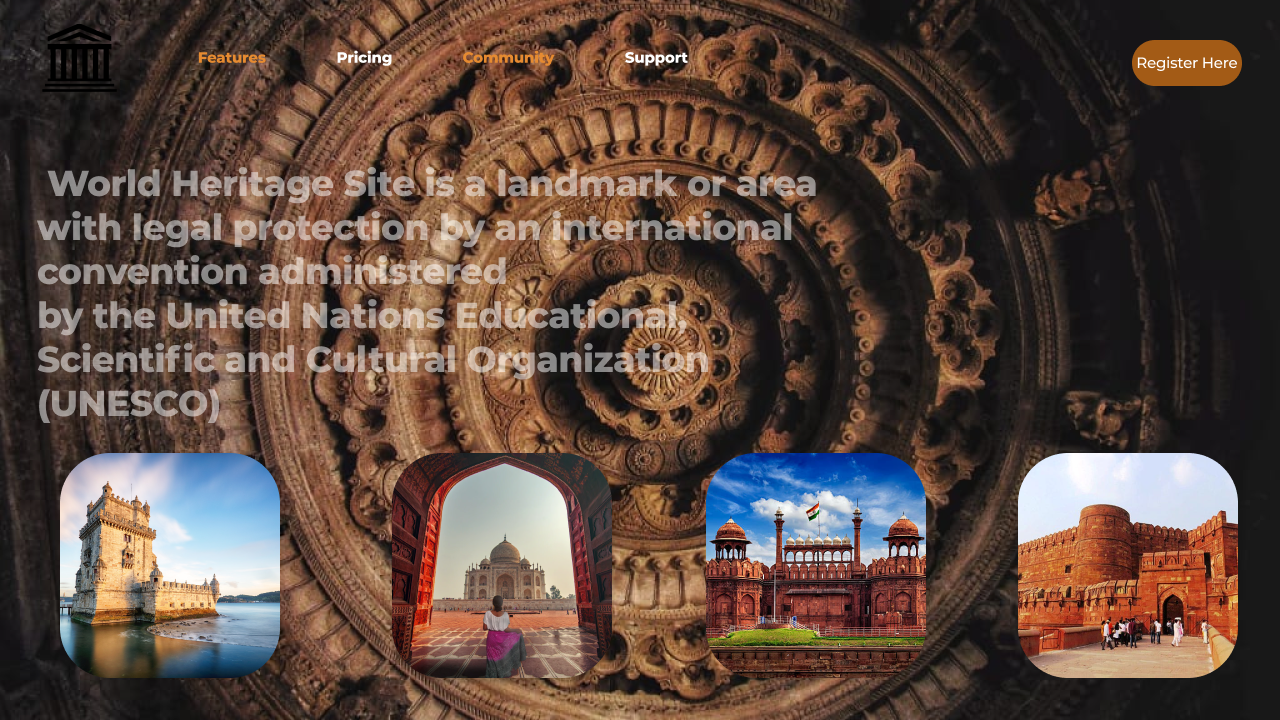 Features
Pricing
Community
Support
Register Here
World Heritage Site is a landmark or area
with legal protection by an international
convention administered
by the United Nations Educational,
Scientific and Cultural Organization
(UNESCO)